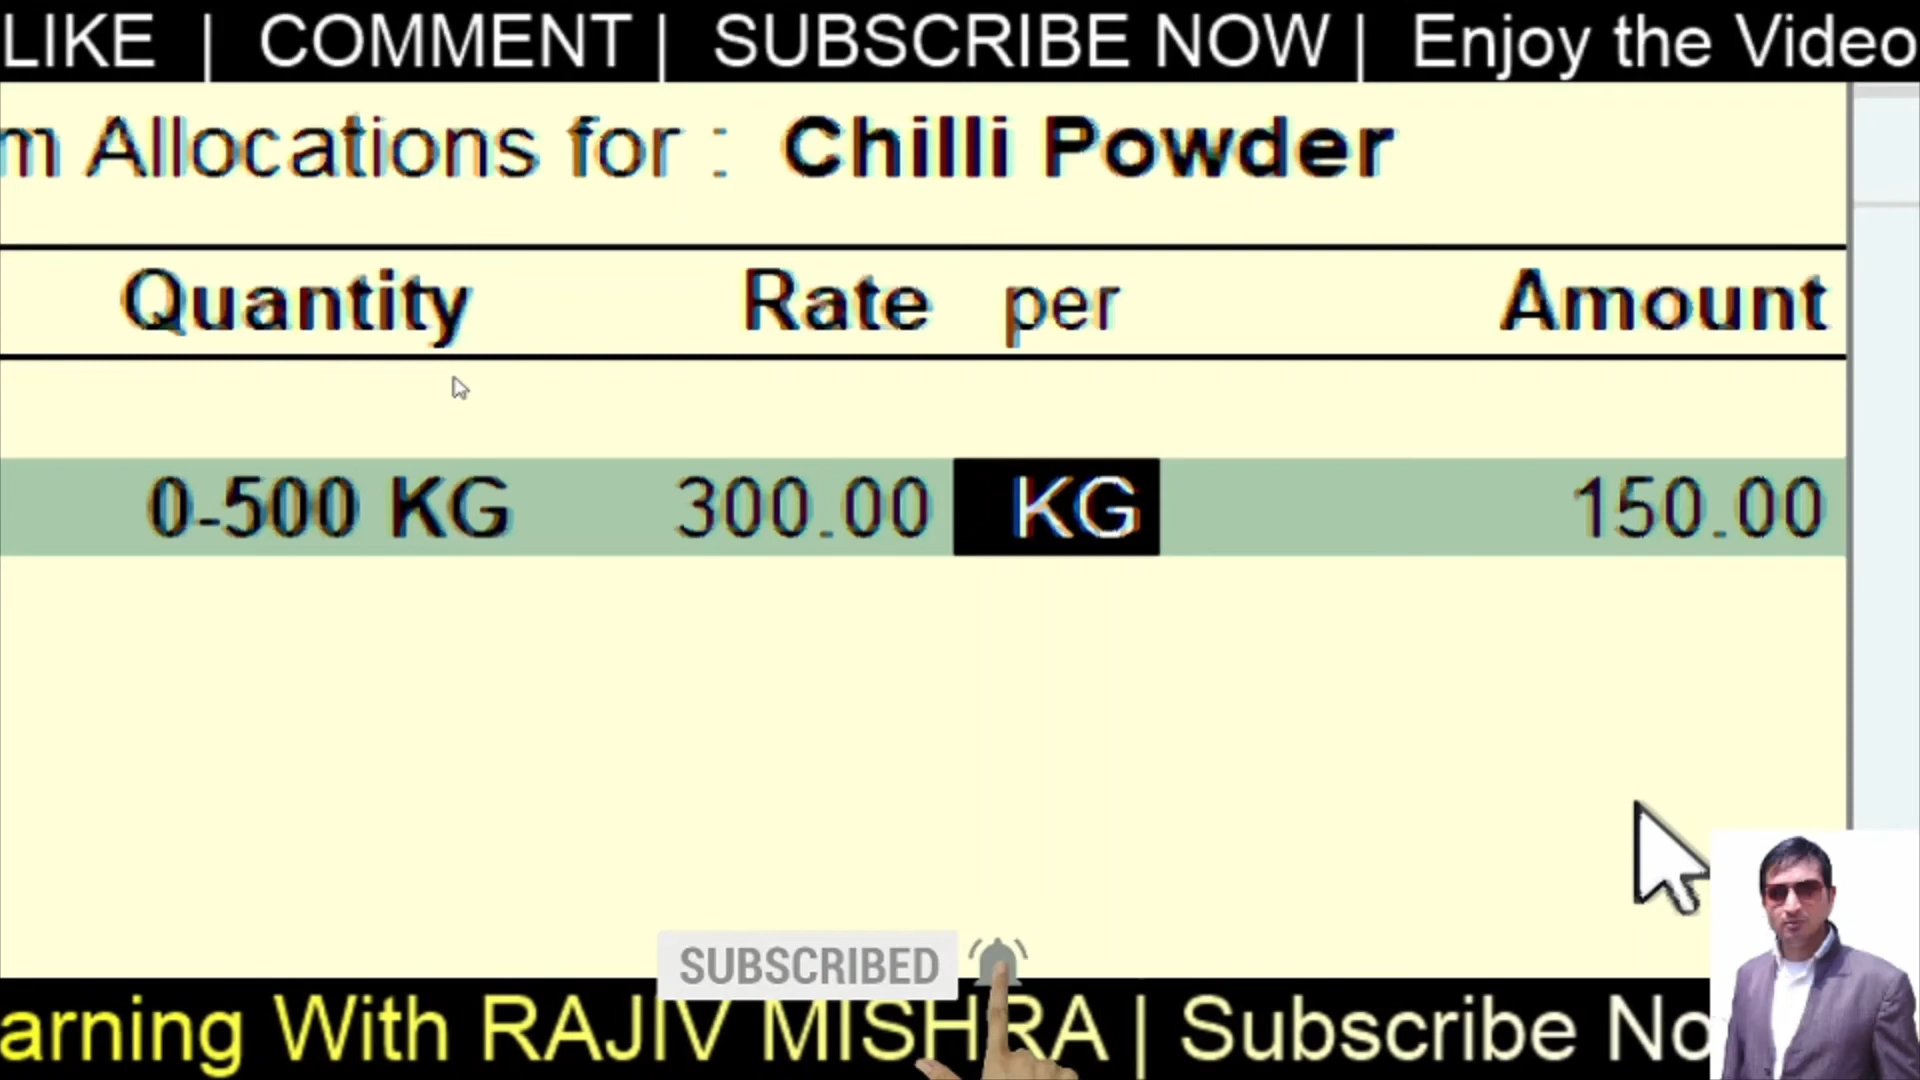 LIKE | COMMENT | SUBSCRIBE NOW | Enjoy the Video
m Allocations for : Chilli Powder
Quantity Rate per Amount
0-500 KG 300.00 KG 150.00
SUBSCRIBED
arning With RAJIV MISHRA | Subscribe No